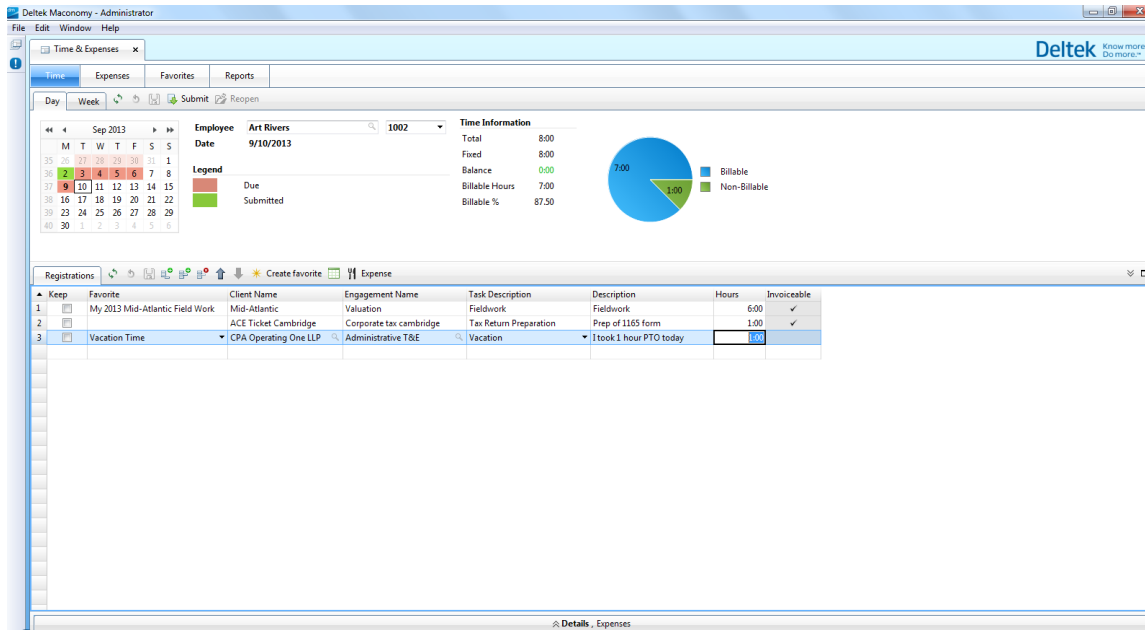 Deltek Maconomy - Administrator
File Edit Window Help
Time & Expenses
Deltek Know more. Do more.™
Time Expenses Favorites Reports
Day Week Submit Reopen
Sep 2013
M T W T F S S
35 26 27 28 29 30 31 1
36 2 3 4 5 6 7 8
37 9 10 11 12 13 14 15
38 16 17 18 19 20 21 22
39 23 24 25 26 27 28 29
40 30 1 2 3 4 5 6
Employee Art Rivers 1002
Date 9/10/2013
Legend
Due
Submitted
Time Information
Total 8:00
Fixed 8:00
Balance 0:00
Billable Hours 7:00
Billable % 87.50
7:00
1:00
Billable
Non-Billable
Registrations Create favorite Expense
Keep Favorite Client Name Engagement Name Task Description Description Hours Invoiceable
1 My 2013 Mid-Atlantic Field Work Mid-Atlantic Valuation Fieldwork Fieldwork 6:00
2 ACE Ticket Cambridge Corporate tax cambridge Tax Return Preparation Prep of 1165 form 1:00
3 Vacation Time CPA Operating One LLP Administrative T&E Vacation I took 1 hour PTO today 1:00
Details , Expenses